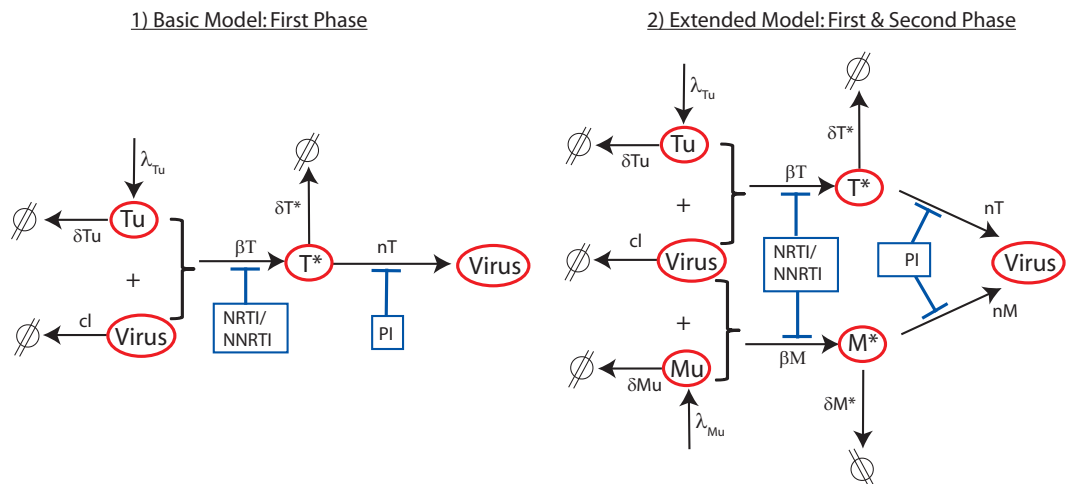 1) Basic Model: First Phase
λTu
Tu
δTu
+
cl
Virus
βT
NRTI/
NNRTI
T*
δT*
nT
PI
Virus
2) Extended Model: First & Second Phase
λTu
Tu
δTu
+
cl
Virus
+
Mu
δMu
λMu
βT
NRTI/
NNRTI
βM
T*
δT*
M*
δM*
nT
PI
nM
Virus